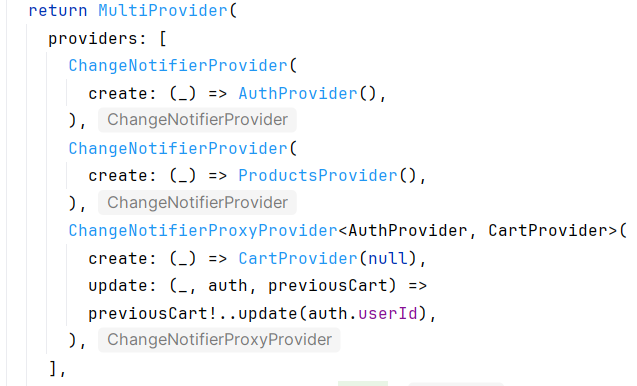 return MultiProvider(
providers: [
ChangeNotifierProvider(
create: (_) => AuthProvider(),
), ChangeNotifierProvider
ChangeNotifierProvider(
create: (_) => ProductsProvider(),
), ChangeNotifierProvider
ChangeNotifierProxyProvider<AuthProvider, CartProvider>(
create: (_) => CartProvider(null),
update: (_, auth, previousCart) =>
previousCart!..update(auth.userId),
), ChangeNotifierProxyProvider
],